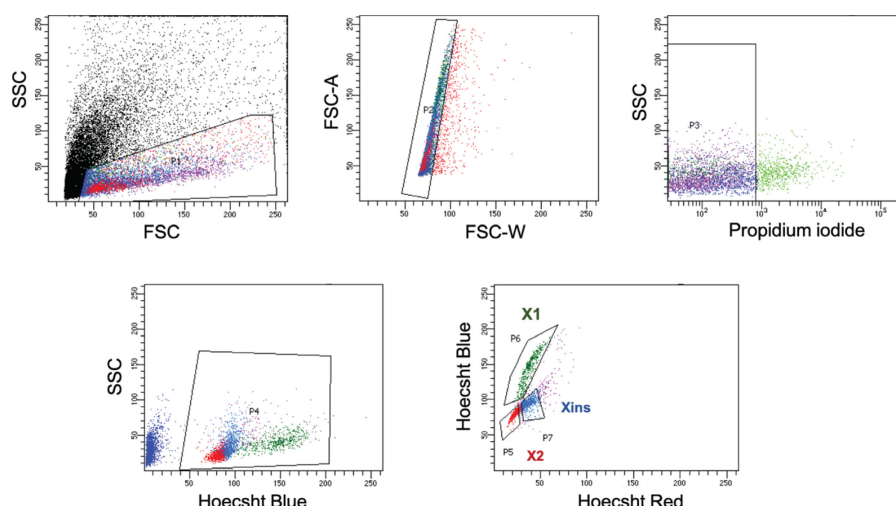 250
200
150
100
50
SSC
P1
50 100 150 200 250
FSC
250
200
150
100
50
FSC-A
P2
50 100 150 200 250
FSC-W
250
200
150
100
50
SSC
P3
10² 10³ 10⁴ 10⁵
Propidium iodide
250
200
150
100
50
SSC
P4
50 100 150 200 250
Hoecsht Blue
250
200
150
100
50
Hoecsht Blue
X1
P6
Xins
P7
P5
X2
50 100 150 200 250
Hoecsht Red